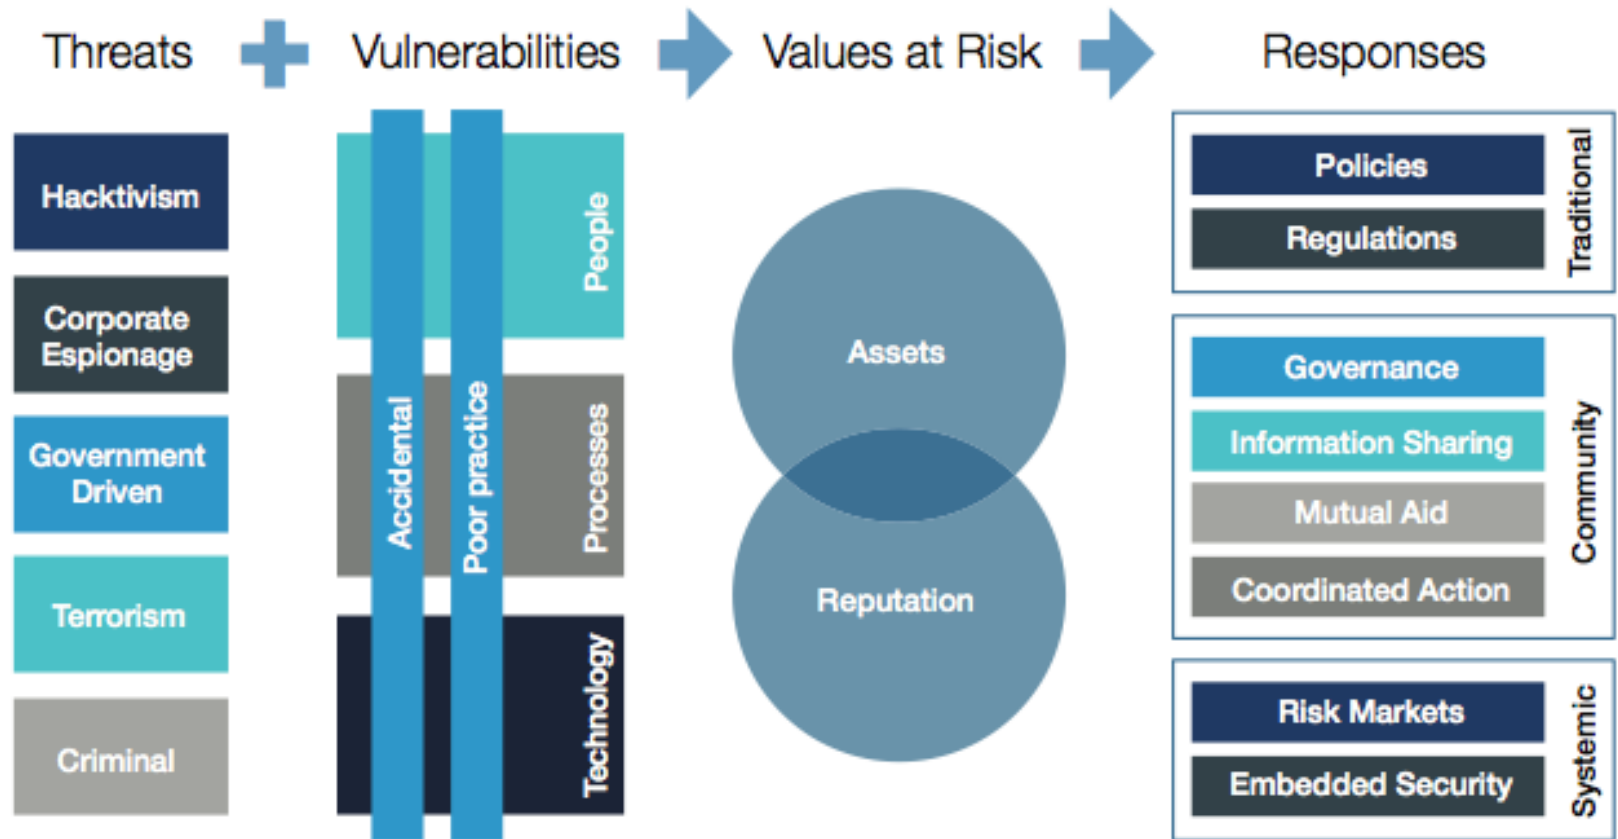 Threats
Vulnerabilities
Values at Risk
Responses
Hacktivism
Corporate
Espionage
Government
Driven
Terrorism
Criminal
Accidental
Poor practice
People
Processes
Technology
Assets
Reputation
Policies
Regulations
Traditional
Governance
Information Sharing
Mutual Aid
Coordinated Action
Community
Risk Markets
Embedded Security
Systemic